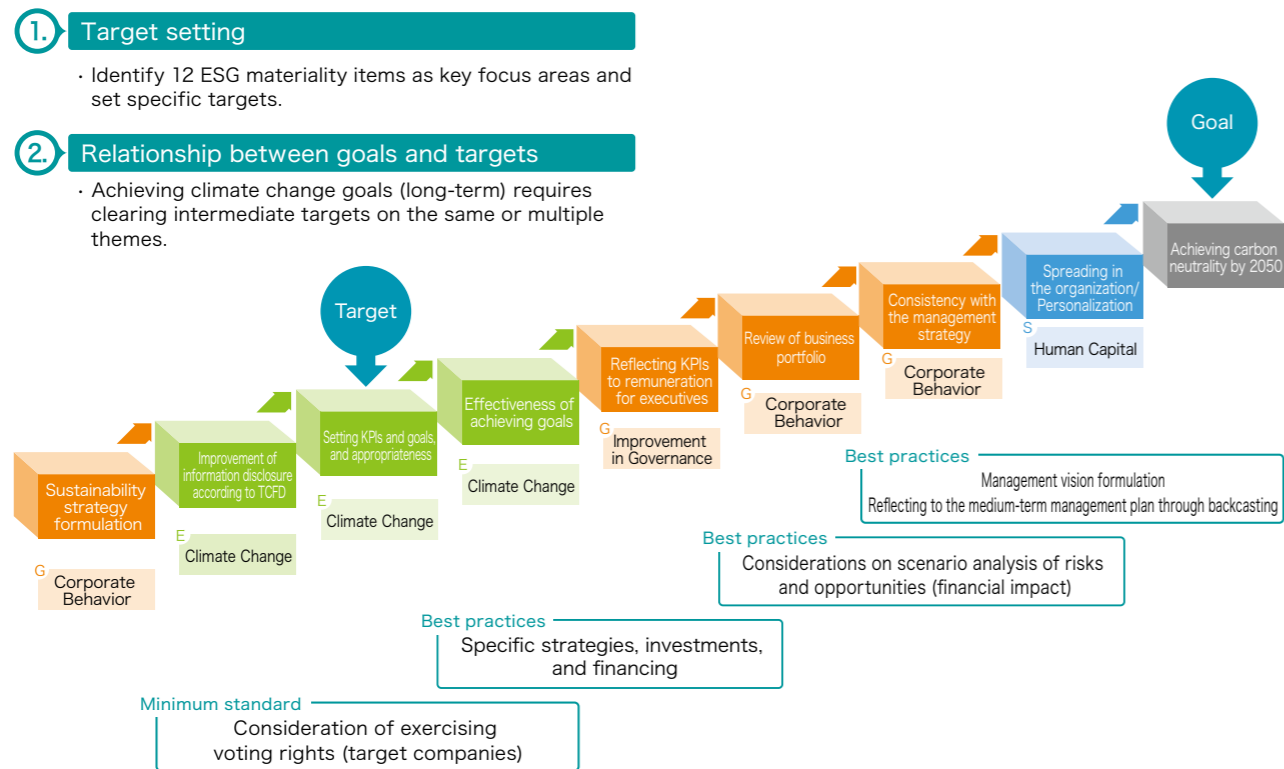 1.
Target setting
・Identify 12 ESG materiality items as key focus areas and
set specific targets.
2.
Relationship between goals and targets
・Achieving climate change goals (long-term) requires
clearing intermediate targets on the same or multiple
themes.
Target
Goal
Sustainability
strategy
formulation
G
Corporate
Behavior
Improvement of
information disclosure
according to TCFD
E
Climate Change
Setting KPIs and goals,
and appropriateness
E
Climate Change
Effectiveness of
achieving goals
E
Climate Change
Reflecting KPIs
to remuneration
for executives
G
Improvement
in Governance
Review of business
portfolio
G
Corporate
Behavior
Consistency with
the management
strategy
G
Corporate
Behavior
Spreading in
the organization/
Personalization
S
Human Capital
Achieving carbon
neutrality by 2050
Best practices
Management vision formulation
Reflecting to the medium-term management plan through backcasting
Best practices
Considerations on scenario analysis of risks
and opportunities (financial impact)
Best practices
Specific strategies, investments,
and financing
Minimum standard
Consideration of exercising
voting rights (target companies)